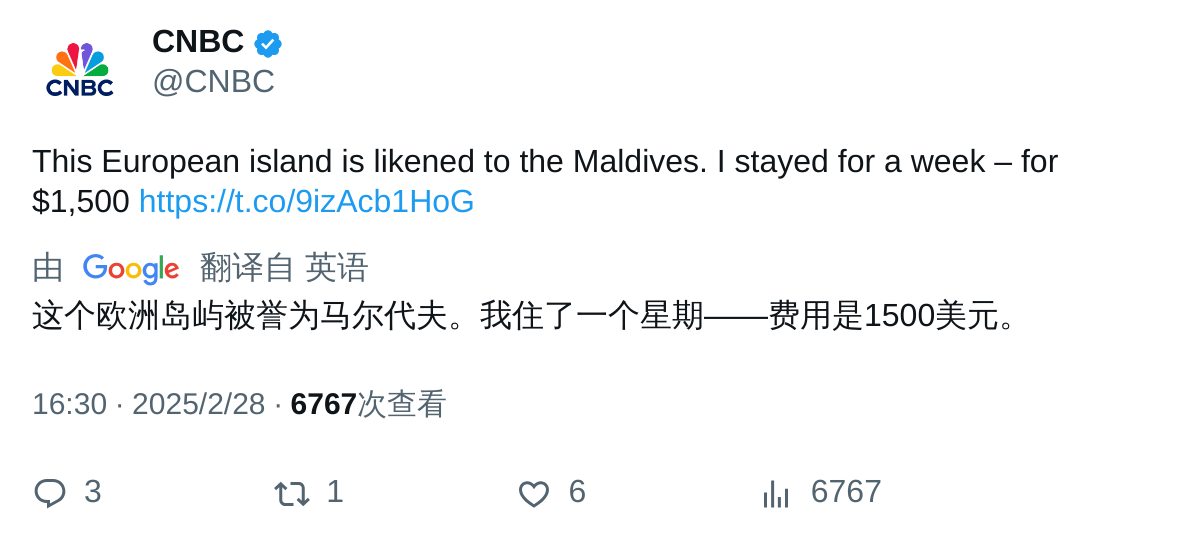 CNBC
CNBC
@CNBC
This European island is likened to the Maldives. I stayed for a week – for
$1,500 https://t.co/9izAcb1HoG
由 Google 翻译自 英语
这个欧洲岛屿被誉为马尔代夫。我住了一个星期——费用是1500美元。
16:30 · 2025/2/28 · 6767次查看
3 1 6 6767